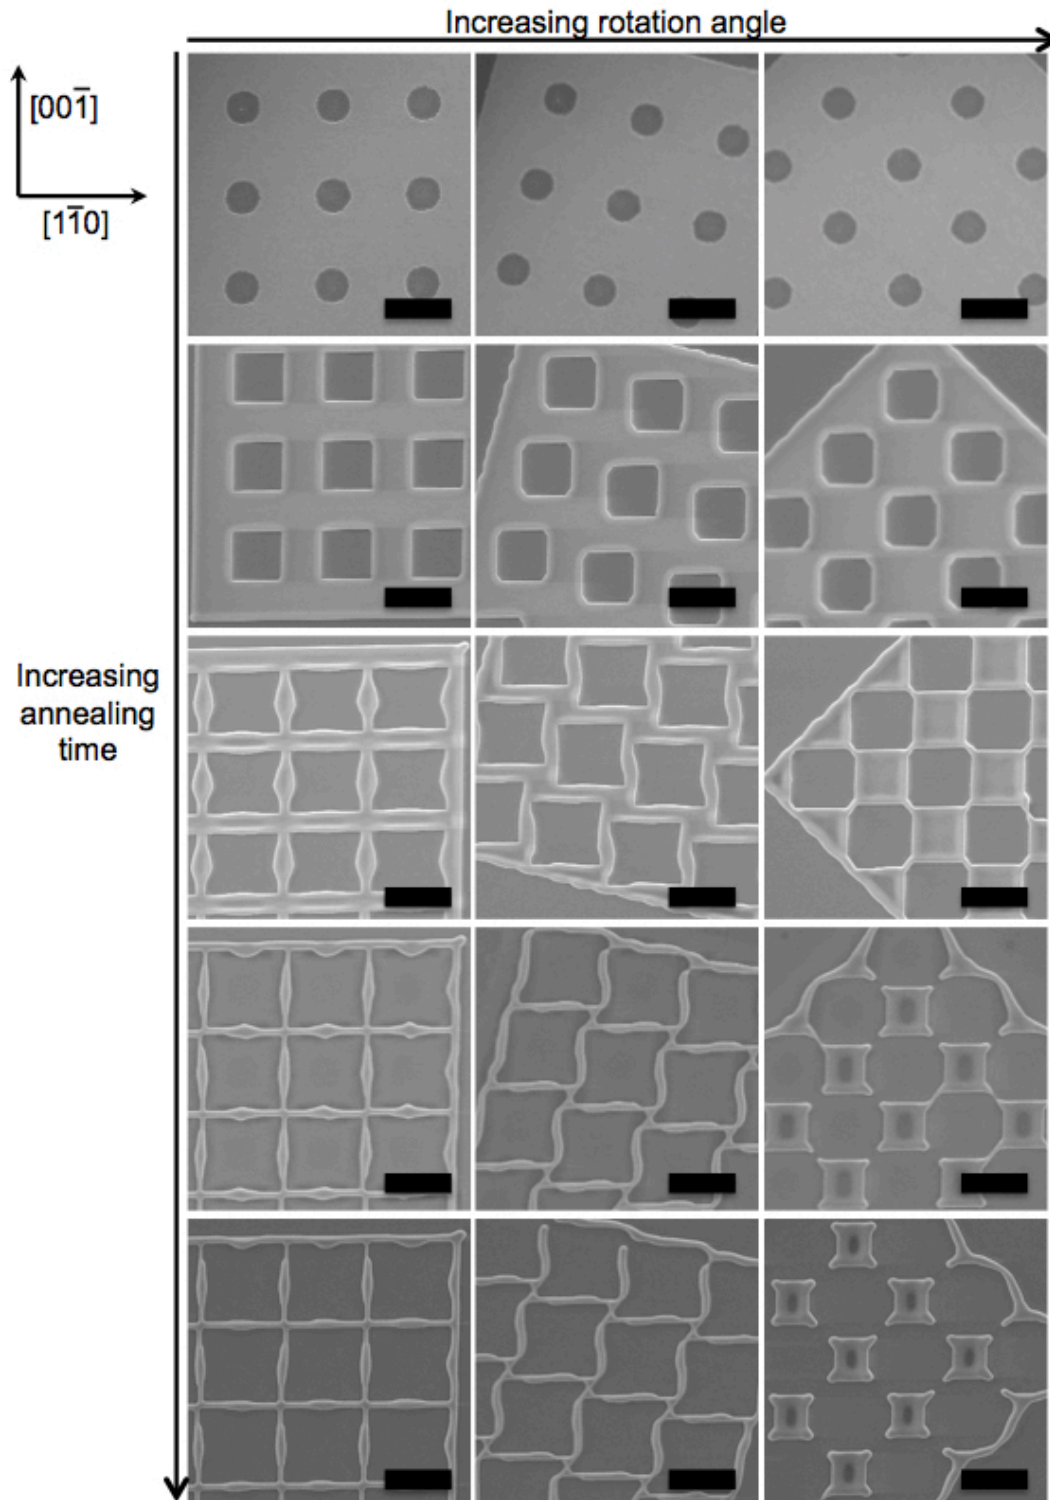 Increasing rotation angle
[001̄]
[11̄0]
Increasing
annealing
time